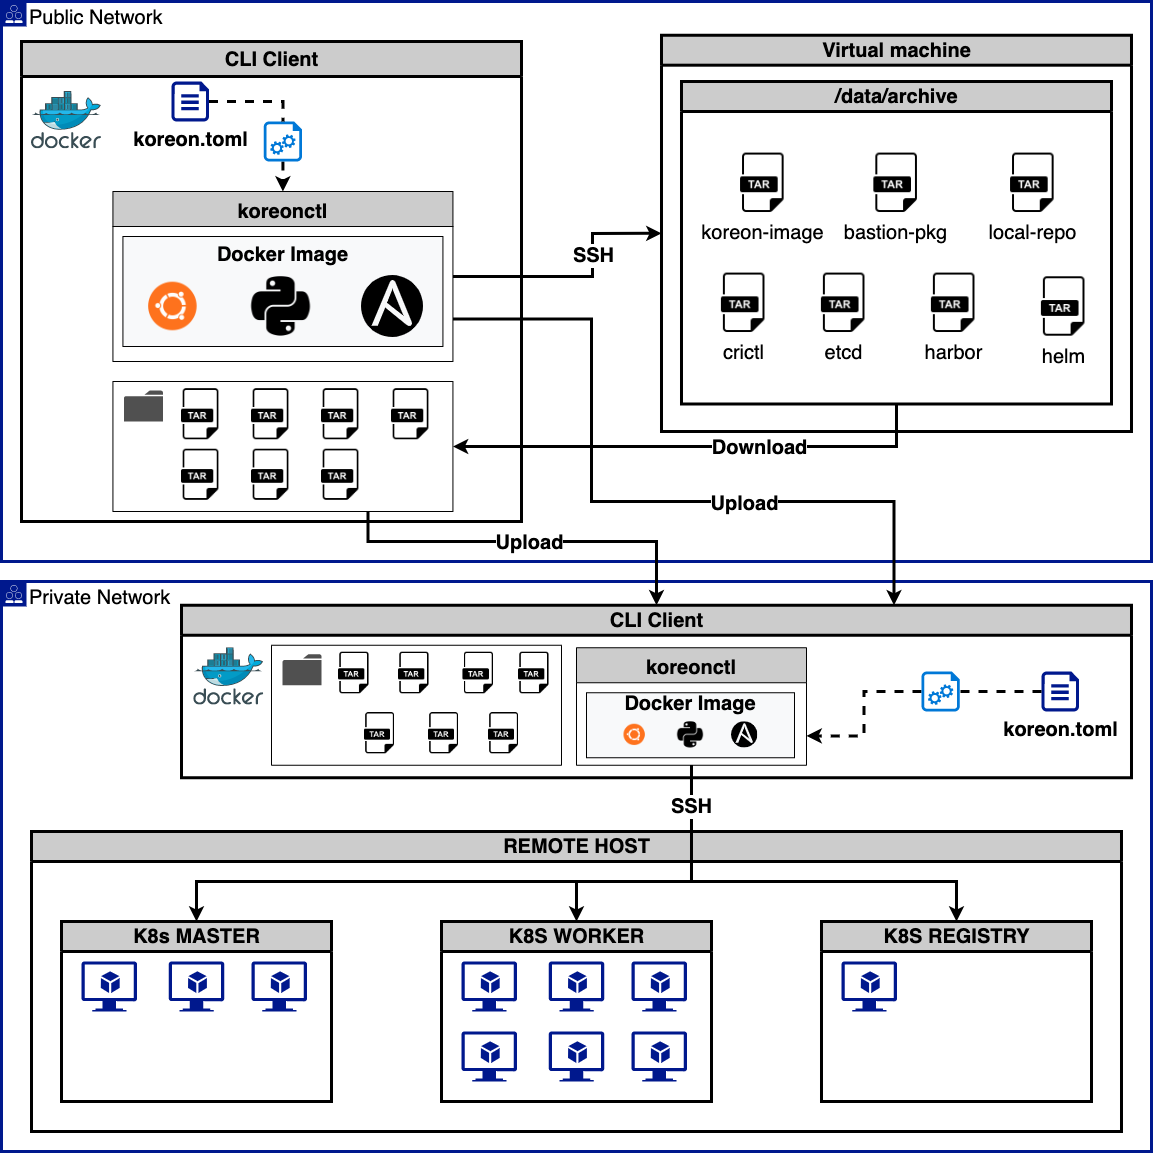 Public Network
CLI Client
docker
koreon.toml
koreonctl
Docker Image
TAR
TAR
TAR
TAR
TAR
TAR
TAR
SSH
Virtual machine
/data/archive
TAR
TAR
TAR
koreon-image
bastion-pkg
local-repo
TAR
TAR
TAR
TAR
crictl
etcd
harbor
helm
Download
Upload
Upload
Private Network
CLI Client
docker
TAR
TAR
TAR
TAR
TAR
TAR
TAR
koreonctl
Docker Image
koreon.toml
SSH
REMOTE HOST
K8s MASTER
K8S WORKER
K8S REGISTRY